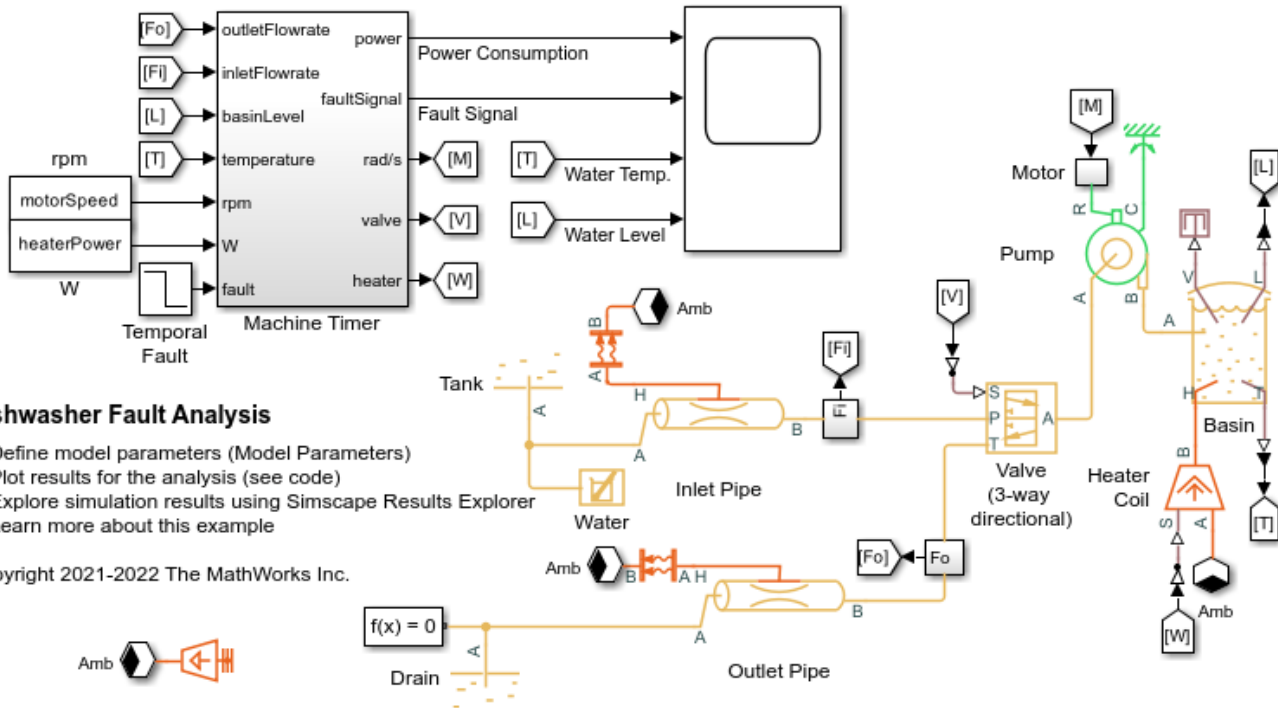 [Fo]
outletFlowrate
power
Power Consumption
[Fi]
inletFlowrate
faultSignal
Fault Signal
[L]
basinLevel
[T]
temperature
rad/s
[M]
[T]
Water Temp.
rpm
motorSpeed
rpm
valve
[V]
[L]
Water Level
heaterPower
W
W
fault
heater
[W]
Temporal
Fault
Machine Timer
[M]
Motor
R
C
Pump
A
B
[L]
V
L
A
H
T
Basin
B
Heater
Coil
S
A
[T]
Amb
[W]
[V]
S
P
A
T
Valve
(3-way
directional)
Amb
B
A
H
[Fi]
Fi
Tank
A
A
B
Inlet Pipe
Water
shwasher Fault Analysis
Define model parameters (Model Parameters)
Plot results for the analysis (see code)
Explore simulation results using Simscape Results Explorer
earn more about this example
pyright 2021-2022 The MathWorks Inc.
[Fo]
Fo
Amb
B
A
H
B
A
Outlet Pipe
f(x) = 0
A
Drain
Amb